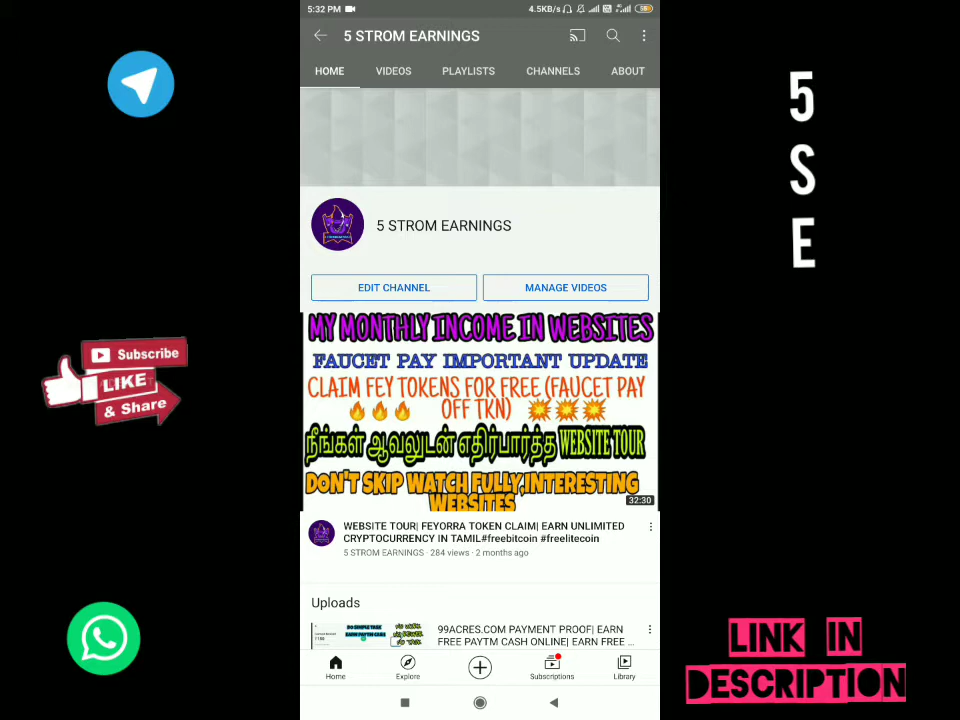 5:32 PM
4.5KB/s
5 STROM EARNINGS
HOME VIDEOS PLAYLISTS CHANNELS ABOUT
5 STROM EARNINGS
EDIT CHANNEL MANAGE VIDEOS
MY MONTHLY INCOME IN WEBSITES
FAUCET PAY IMPORTANT UPDATE
CLAIM FEY TOKENS FOR FREE (FAUCET PAY
OFF TKN)
நீங்கள் ஆவலுடன் எதிர்பார்த்த WEBSITE TOUR
DON'T SKIP WATCH FULLY,INTERESTING
WEBSITES
32:30
WEBSITE TOUR| FEYORRA TOKEN CLAIM| EARN UNLIMITED
CRYPTOCURRENCY IN TAMIL#freebitcoin #freelitecoin
5 STROM EARNINGS · 284 views · 2 months ago
Uploads
99ACRES.COM PAYMENT PROOF| EARN
FREE PAYTM CASH ONLINE| EARN FREE ...
Home Explore Subscriptions Library
Subscribe
LIKE
& Share
5
S
E
LINK IN
DESCRIPTION